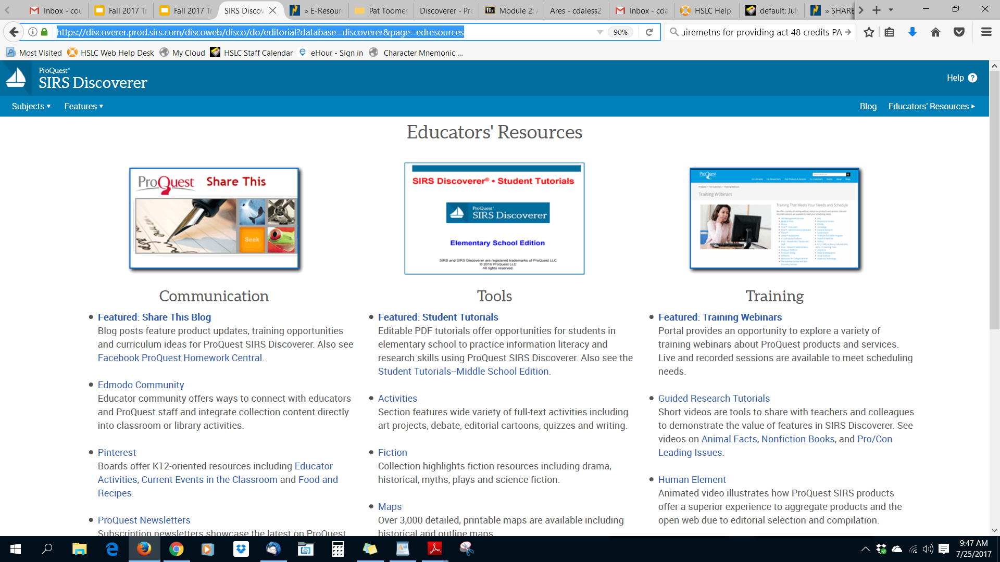 Inbox - cou
Fall 2017 Tr
Fall 2017 Tr
SIRS Discov
» E-Resour
Pat Toomey
Discoverer - Pro
Module 2: A
Ares - cdaless2
Inbox - cda
HSLC Help
default: July
» SHARE
https://discoverer.prod.sirs.com/discoweb/disco/do/editorial?database=discoverer&page=edresources
90%
uiremetns for providing act 48 credits PA
Most Visited
HSLC Web Help Desk
My Cloud
HSLC Staff Calendar
eHour - Sign in
Character Mnemonic ...
ProQuest®
SIRS Discoverer
Help
Subjects
Features
Blog
Educators' Resources
Educators' Resources
ProQuest Share This
Seek
SIRS Discoverer® • Student Tutorials
ProQuest®
SIRS Discoverer
Elementary School Edition
SIRS and SIRS Discoverer are registered trademarks of ProQuest LLC
© 2016 ProQuest LLC
All rights reserved.
ProQuest
Training Webinars
Training That Meets Your Needs and Schedule
Communication
Featured: Share This Blog
Blog posts feature product updates, training opportunities
and curriculum ideas for ProQuest SIRS Discoverer. Also see
Facebook ProQuest Homework Central.
Edmodo Community
Educator community offers ways to connect with educators
and ProQuest staff and integrate collection content directly
into classroom or library activities.
Pinterest
Boards offer K12-oriented resources including Educator
Activities, Current Events in the Classroom and Food and
Recipes.
ProQuest Newsletters
Subscription newsletters showcase the latest on ProQuest
Tools
Featured: Student Tutorials
Editable PDF tutorials offer opportunities for students in
elementary school to practice information literacy and
research skills using ProQuest SIRS Discoverer. Also see the
Student Tutorials--Middle School Edition.
Activities
Section features wide variety of full-text activities including
art projects, debate, editorial cartoons, quizzes and writing.
Fiction
Collection highlights fiction resources including drama,
historical, myths, plays and science fiction.
Maps
Over 3,000 detailed, printable maps are available including
historical and outline maps.
Training
Featured: Training Webinars
Portal provides an opportunity to explore a variety of
training webinars about ProQuest products and services.
Live and recorded sessions are available to meet scheduling
needs.
Guided Research Tutorials
Short videos are tools to share with teachers and colleagues
to demonstrate the value of features in SIRS Discoverer. See
videos on Animal Facts, Nonfiction Books, and Pro/Con
Leading Issues.
Human Element
Animated video illustrates how ProQuest SIRS products
offer a superior experience to aggregate products and the
open web due to editorial selection and compilation.
9:47 AM
7/25/2017